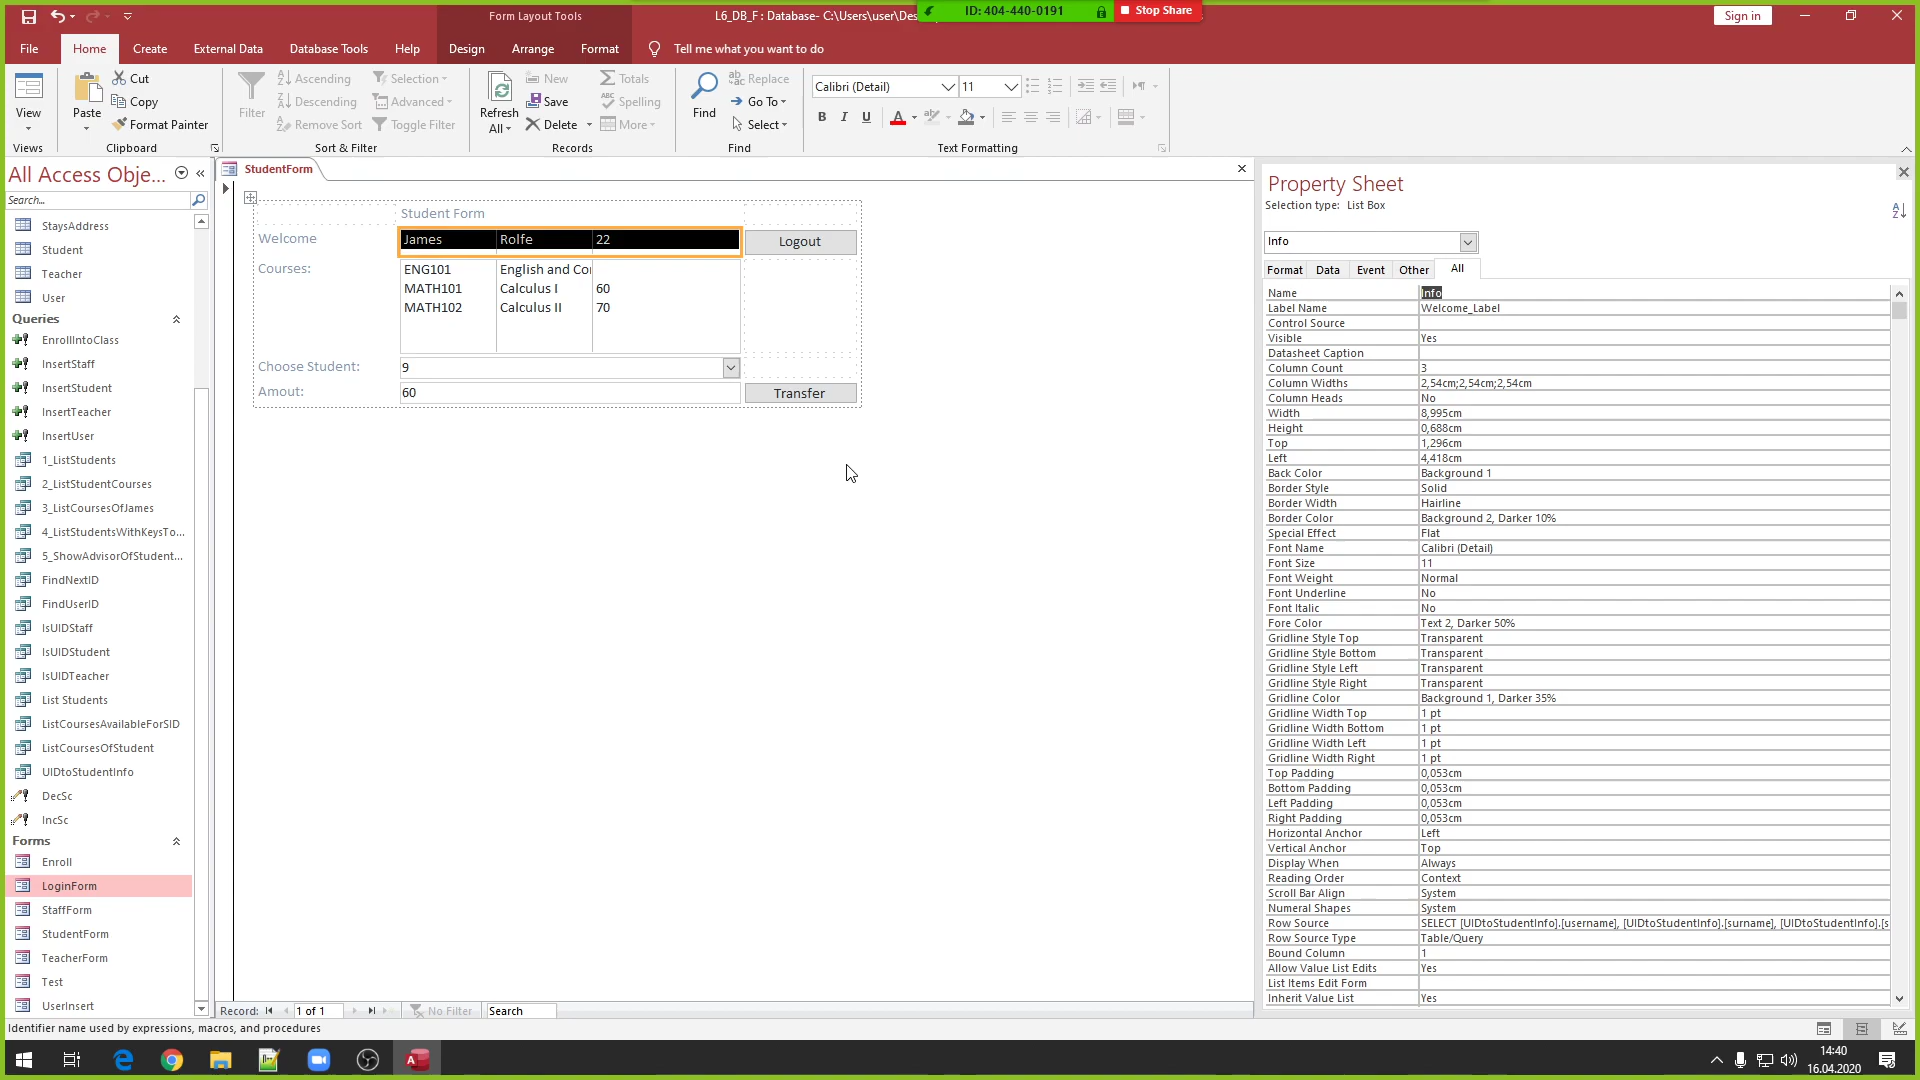 Form Layout Tools
L6_DB_F : Database- C:\Users\user\Des
ID: 404-440-0191
Stop Share
Sign in
File
Home
Create
External Data
Database Tools
Help
Design
Arrange
Format
Tell me what you want to do
View
Paste
Cut
Copy
Format Painter
Filter
Ascending
Descending
Remove Sort
Selection
Advanced
Toggle Filter
Refresh All
New
Save
Delete
Totals
Spelling
More
Find
Replace
Go To
Select
Calibri (Detail)
11
B I U
Views
Clipboard
Sort & Filter
Records
Find
Text Formatting
All Access Obje...
Search...
StaysAddress
Student
Teacher
User
Queries
EnrollIntoClass
InsertStaff
InsertStudent
InsertTeacher
InsertUser
1_ListStudents
2_ListStudentCourses
3_ListCoursesOfJames
4_ListStudentsWithKeysTo...
5_ShowAdvisorOfStudent...
FindNextID
FindUserID
IsUIDStaff
IsUIDStudent
IsUIDTeacher
List Students
ListCoursesAvailableForSID
ListCoursesOfStudent
UIDtoStudentInfo
DecSc
IncSc
Forms
Enroll
LoginForm
StaffForm
StudentForm
TeacherForm
Test
UserInsert
StudentForm
Student Form
Welcome
James Rolfe 22
Logout
Courses:
ENG101 English and Co
MATH101 Calculus I 60
MATH102 Calculus II 70
Choose Student:
9
Amout:
60
Transfer
Record:
1 of 1
No Filter
Search
Property Sheet
Selection type: List Box
Info
Format
Data
Event
Other
All
Name Info
Label Name Welcome_Label
Control Source
Visible Yes
Datasheet Caption
Column Count 3
Column Widths 2,54cm;2,54cm;2,54cm
Column Heads No
Width 8,995cm
Height 0,688cm
Top 1,296cm
Left 4,418cm
Back Color Background 1
Border Style Solid
Border Width Hairline
Border Color Background 2, Darker 10%
Special Effect Flat
Font Name Calibri (Detail)
Font Size 11
Font Weight Normal
Font Underline No
Font Italic No
Fore Color Text 2, Darker 50%
Gridline Style Top Transparent
Gridline Style Bottom Transparent
Gridline Style Left Transparent
Gridline Style Right Transparent
Gridline Color Background 1, Darker 35%
Gridline Width Top 1 pt
Gridline Width Bottom 1 pt
Gridline Width Left 1 pt
Gridline Width Right 1 pt
Top Padding 0,053cm
Bottom Padding 0,053cm
Left Padding 0,053cm
Right Padding 0,053cm
Horizontal Anchor Left
Vertical Anchor Top
Display When Always
Reading Order Context
Scroll Bar Align System
Numeral Shapes System
Row Source SELECT [UIDtoStudentInfo].[username], [UIDtoStudentInfo].[surname], [UIDtoStudentInfo].[s
Row Source Type Table/Query
Bound Column 1
Allow Value List Edits Yes
List Items Edit Form
Inherit Value List Yes
Identifier name used by expressions, macros, and procedures
14:40
16.04.2020